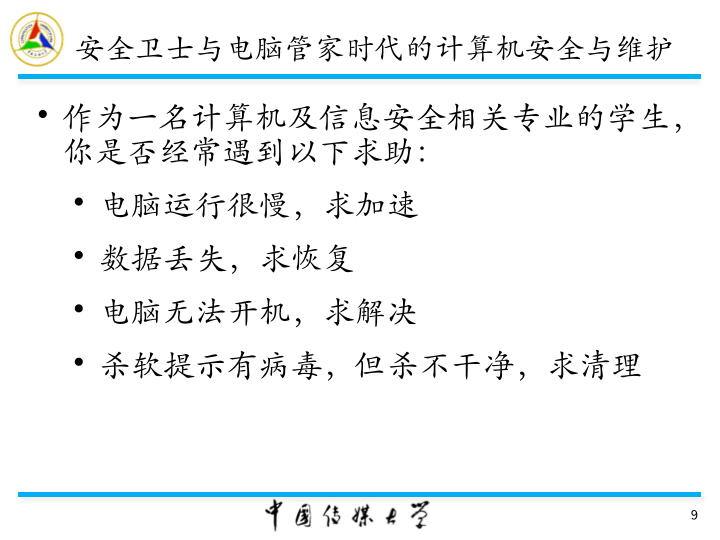 安全卫士与电脑管家时代的计算机安全与维护
• 作为一名计算机及信息安全相关专业的学生，
你是否经常遇到以下求助：
• 电脑运行很慢，求加速
• 数据丢失，求恢复
• 电脑无法开机，求解决
• 杀软提示有病毒，但杀不干净，求清理
中国传媒大学
9